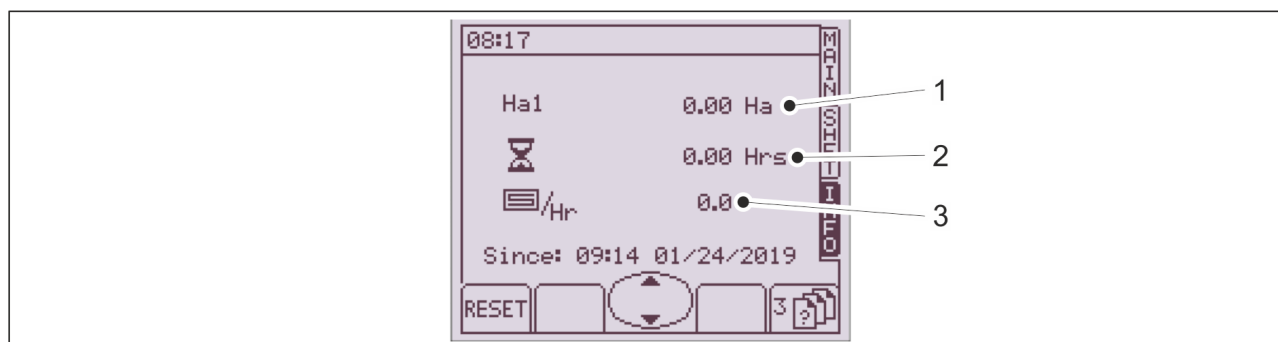 08:17
Ha1 0.00 Ha 1
0.00 Hrs 2
/Hr 0.0 3
Since: 09:14 01/24/2019
RESET
3 ?
MAIN SHFT
INFO